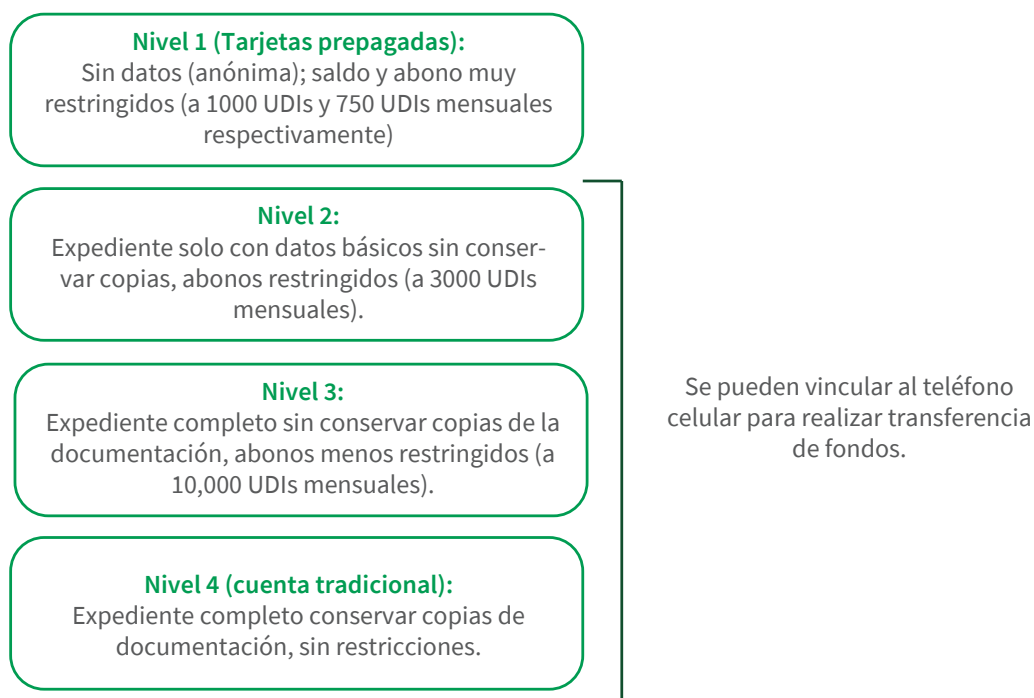 Nivel 1 (Tarjetas prepagadas):
Sin datos (anónima); saldo y abono muy
restringidos (a 1000 UDIs y 750 UDIs mensuales
respectivamente)
Nivel 2:
Expediente solo con datos básicos sin conser-
var copias, abonos restringidos (a 3000 UDIs
mensuales).
Nivel 3:
Expediente completo sin conservar copias de la
documentación, abonos menos restringidos (a
10,000 UDIs mensuales).
Nivel 4 (cuenta tradicional):
Expediente completo conservar copias de
documentación, sin restricciones.
Se pueden vincular al teléfono
celular para realizar transferencia
de fondos.